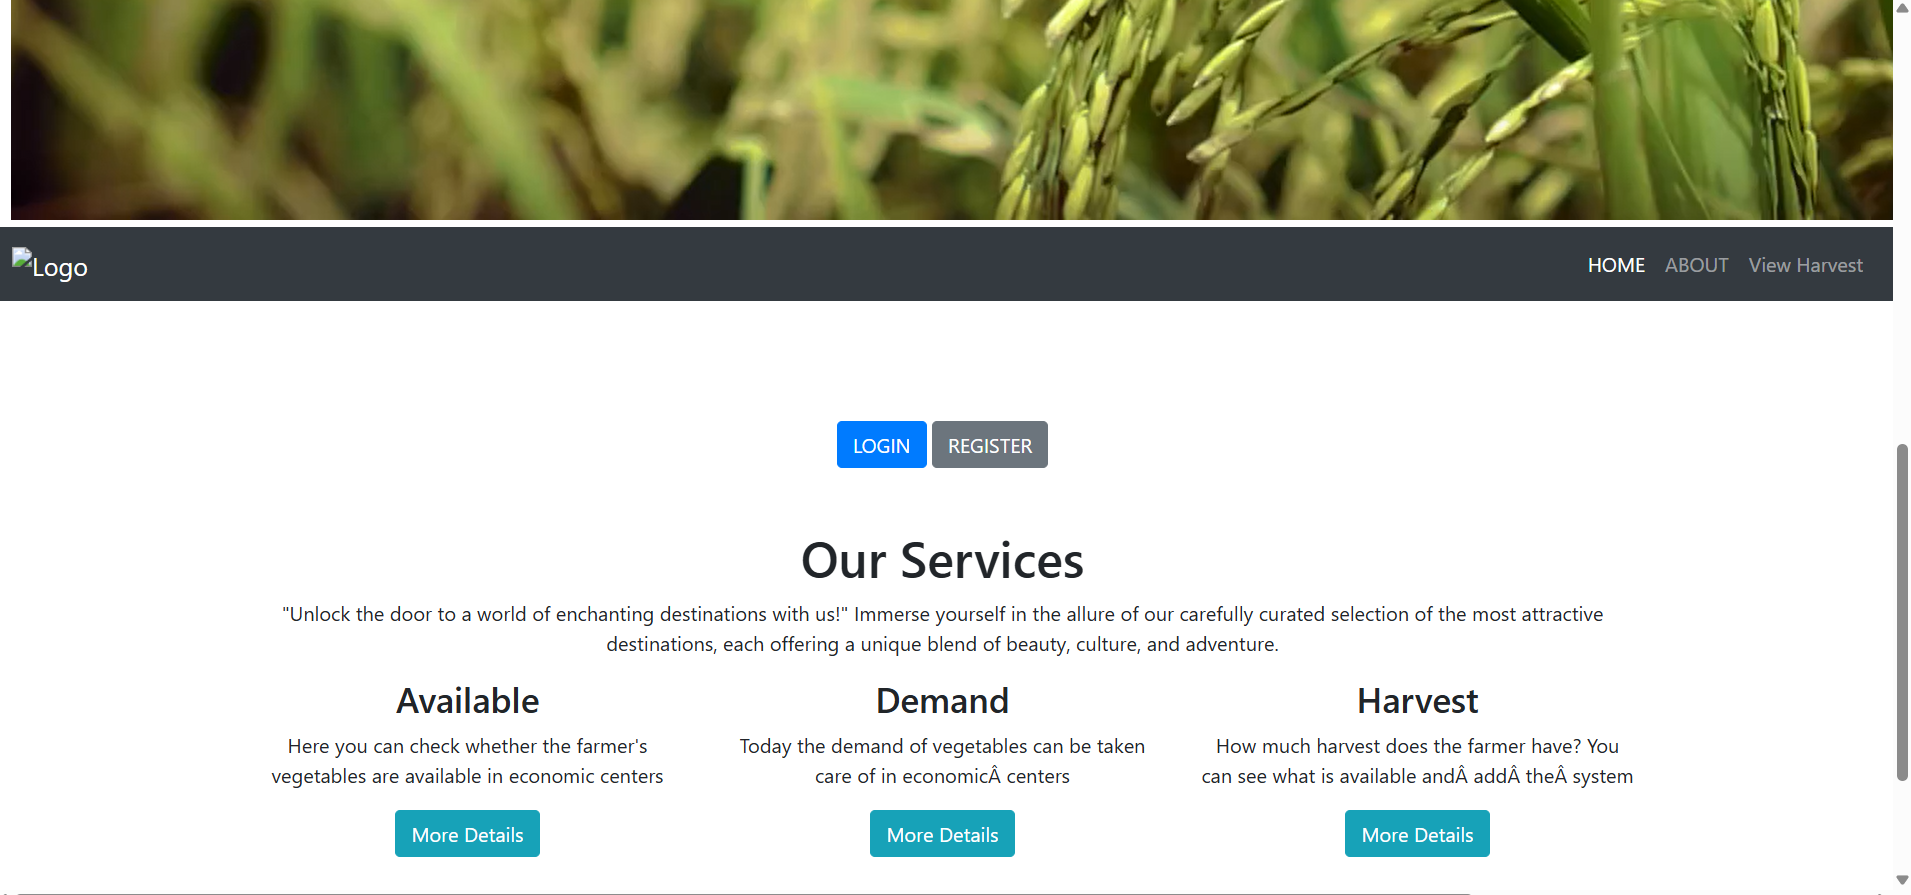 Logo
HOME ABOUT View Harvest
LOGIN REGISTER
Our Services
"Unlock the door to a world of enchanting destinations with us!" Immerse yourself in the allure of our carefully curated selection of the most attractive
destinations, each offering a unique blend of beauty, culture, and adventure.
Available
Here you can check whether the farmer's
vegetables are available in economic centers
More Details
Demand
Today the demand of vegetables can be taken
care of in economicÂ centers
More Details
Harvest
How much harvest does the farmer have? You
can see what is available andÂ addÂ theÂ system
More Details